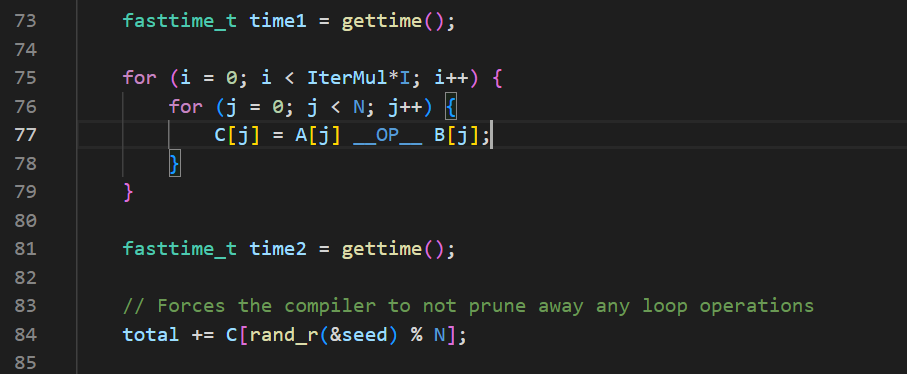 73 fasttime_t time1 = gettime();
74
75 for (i = 0; i < IterMul*I; i++) {
76 for (j = 0; j < N; j++) {
77 C[j] = A[j] __OP__ B[j];
78 }
79 }
80
81 fasttime_t time2 = gettime();
82
83 // Forces the compiler to not prune away any loop operations
84 total += C[rand_r(&seed) % N];
85